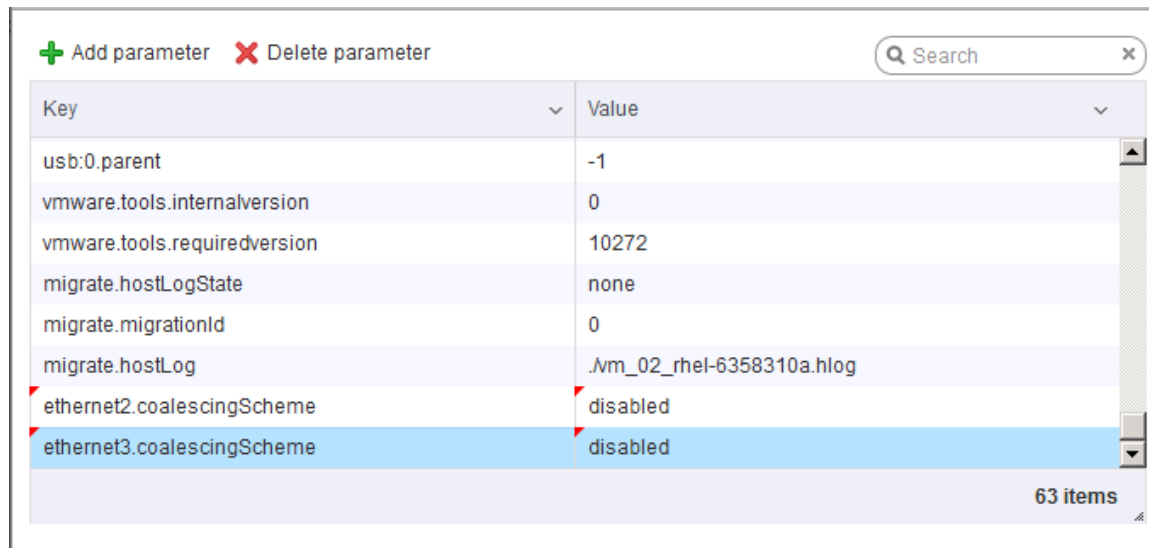 Add parameter Delete parameter Search
Key Value
usb:0.parent -1
vmware.tools.internalversion 0
vmware.tools.requiredversion 10272
migrate.hostLogState none
migrate.migrationId 0
migrate.hostLog ./vm_02_rhel-6358310a.hlog
ethernet2.coalescingScheme disabled
ethernet3.coalescingScheme disabled
63 items